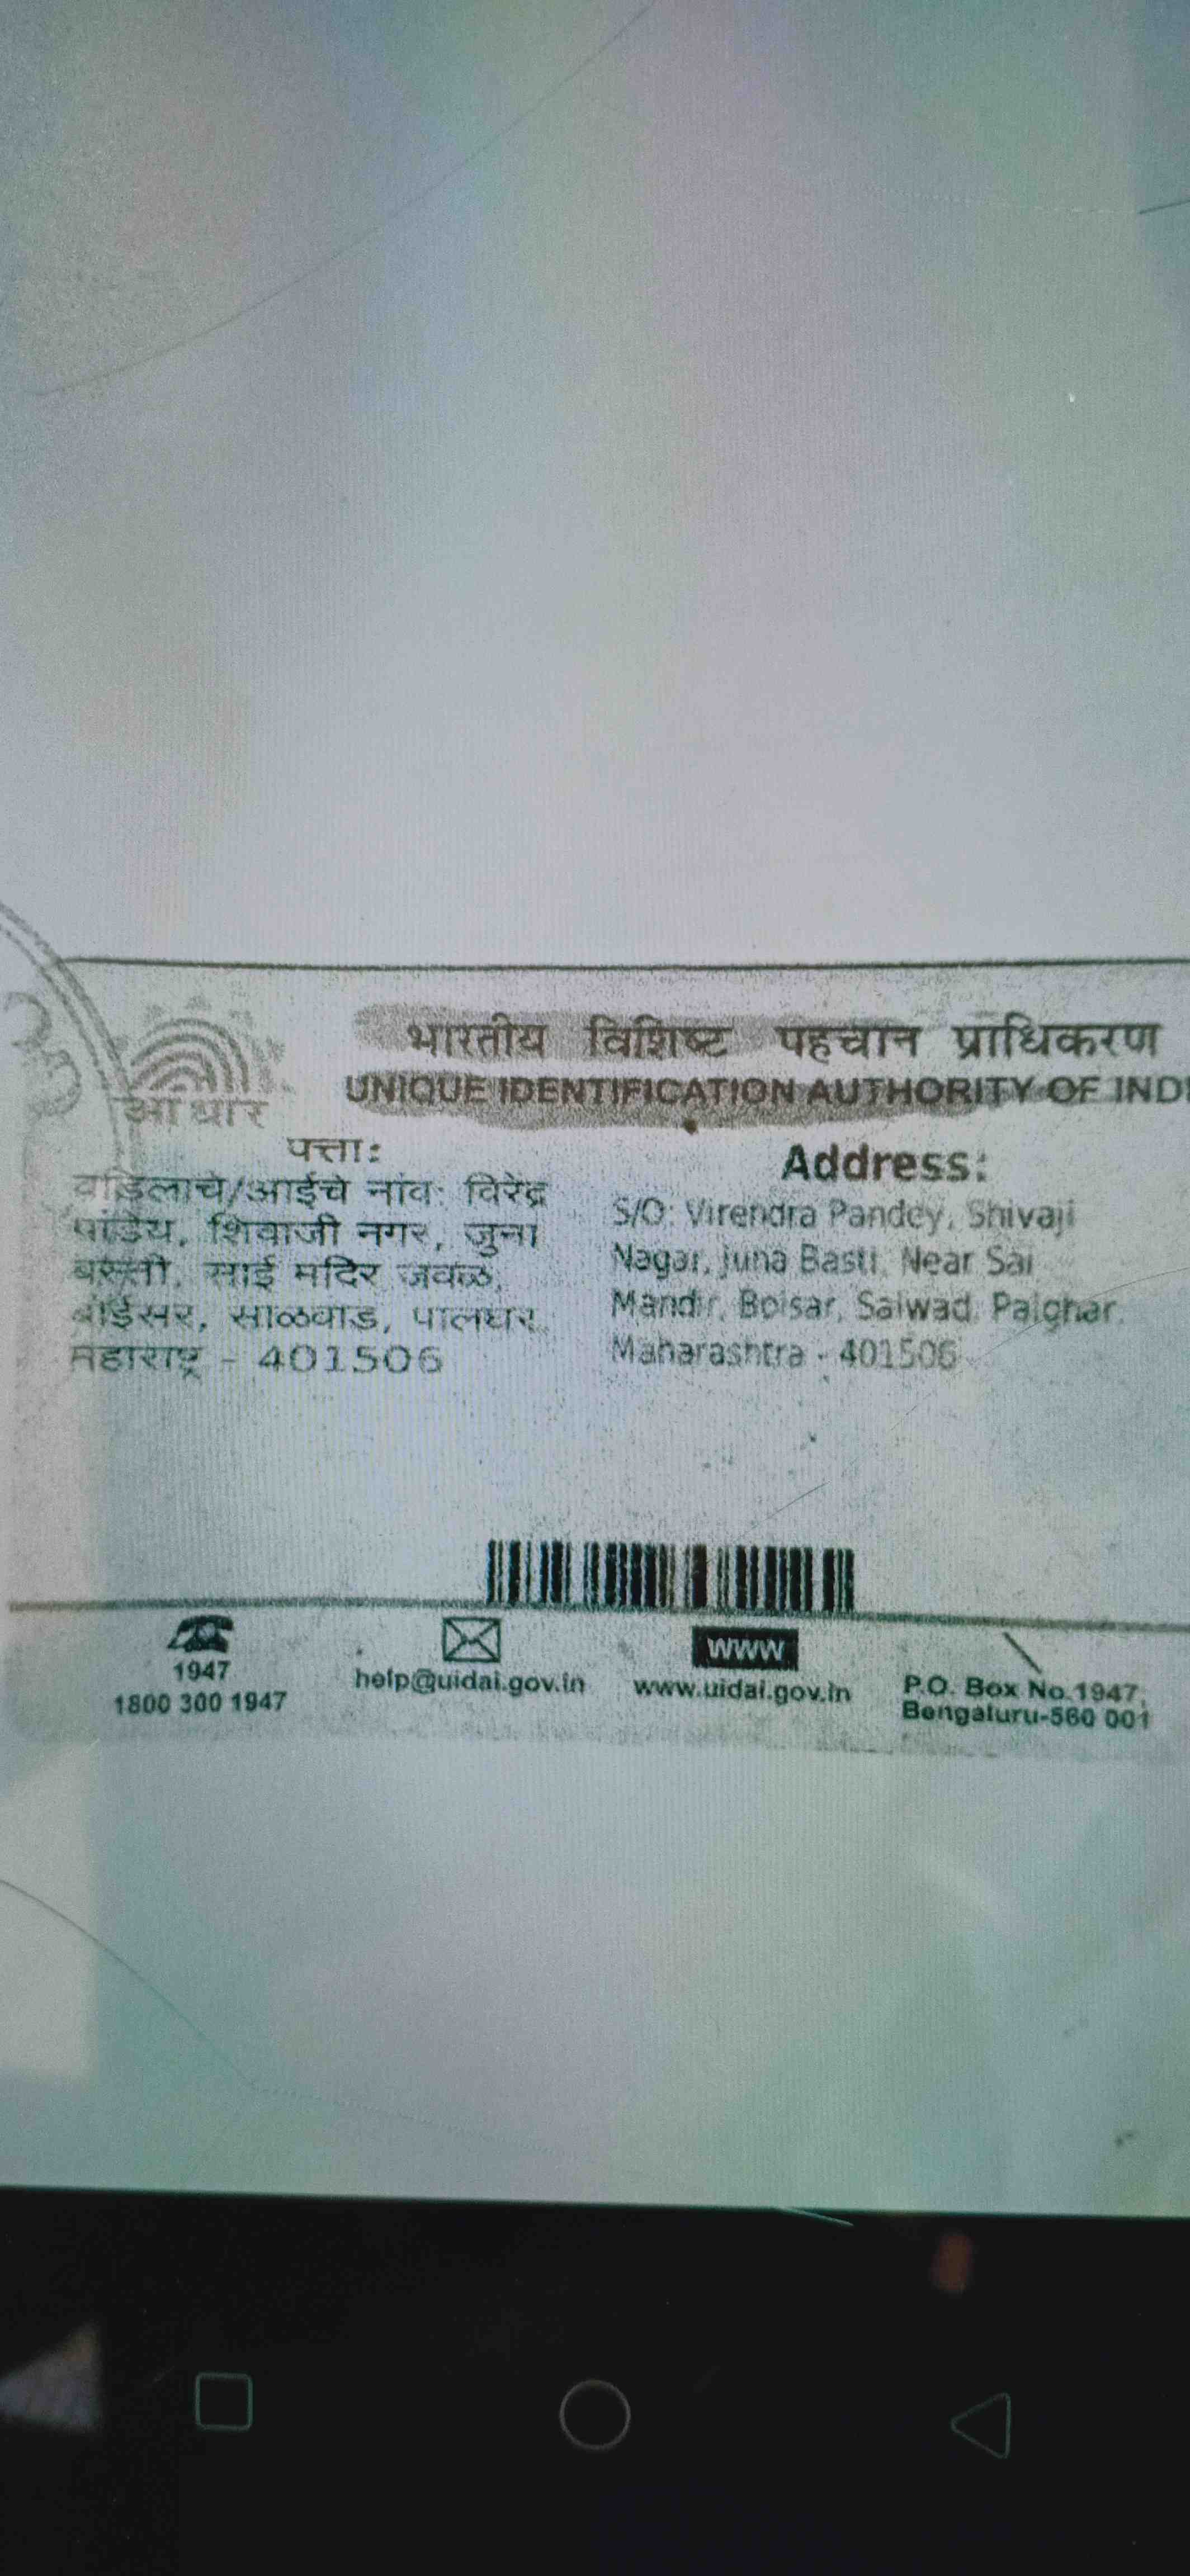 भारतीय विशिष्ट पहचान प्राधिकरण
UNIQUE IDENTIFICATION AUTHORITY OF INDI
आधार
पत्ता:
वडिलाचे/आईचे नांव: विरेंद्र
पांडेय, शिवाजी नगर, जुना
बस्ती, साई मंदिर जवळ,
बोईसर, साळवाड, पालघर,
महाराष्ट्र - 401506
Address:
S/O: Virendra Pandey, Shivaji
Nagar, Juna Basti, Near Sai
Mandir, Boisar, Salwad, Palghar,
Maharashtra - 401506
1947
1800 300 1947
help@uidai.gov.in
www
www.uidai.gov.in
P.O. Box No.1947,
Bengaluru-560 001